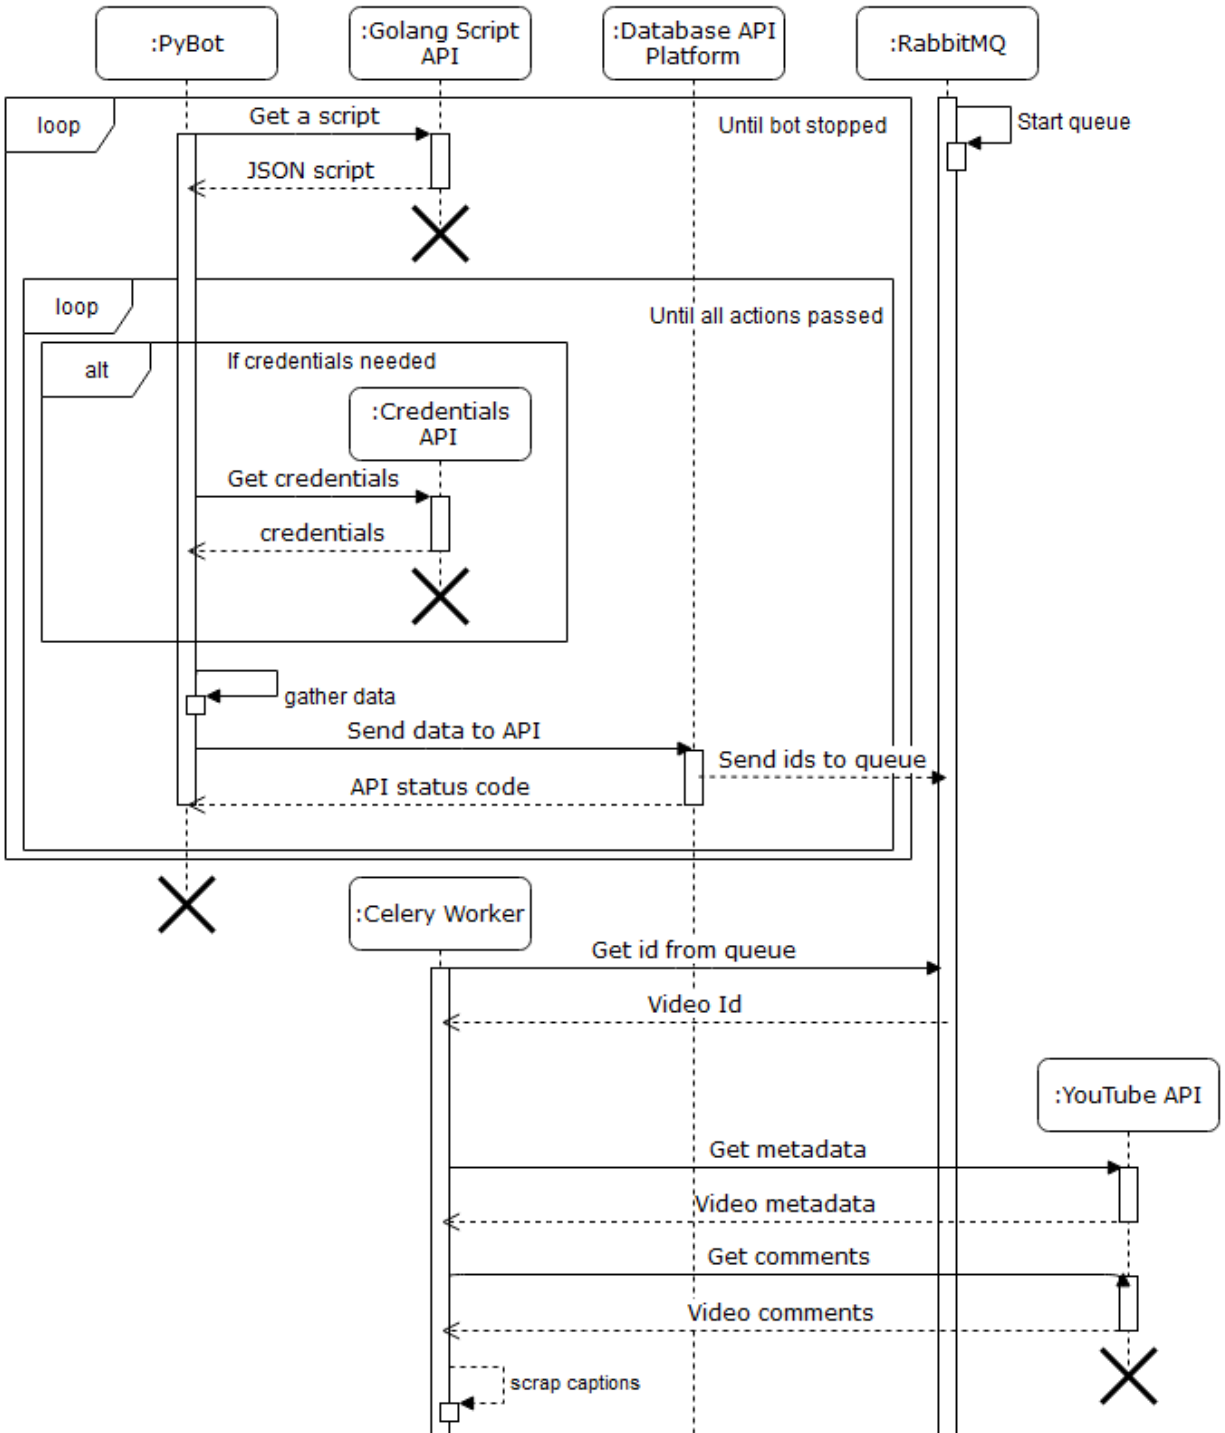 :PyBot
:Golang Script
API
:Database API
Platform
:RabbitMQ
loop
Get a script
Until bot stopped
Start queue
JSON script
loop
Until all actions passed
alt
If credentials needed
:Credentials
API
Get credentials
credentials
gather data
Send data to API
Send ids to queue
API status code
:Celery Worker
Get id from queue
Video Id
:YouTube API
Get metadata
Video metadata
Get comments
Video comments
scrap captions